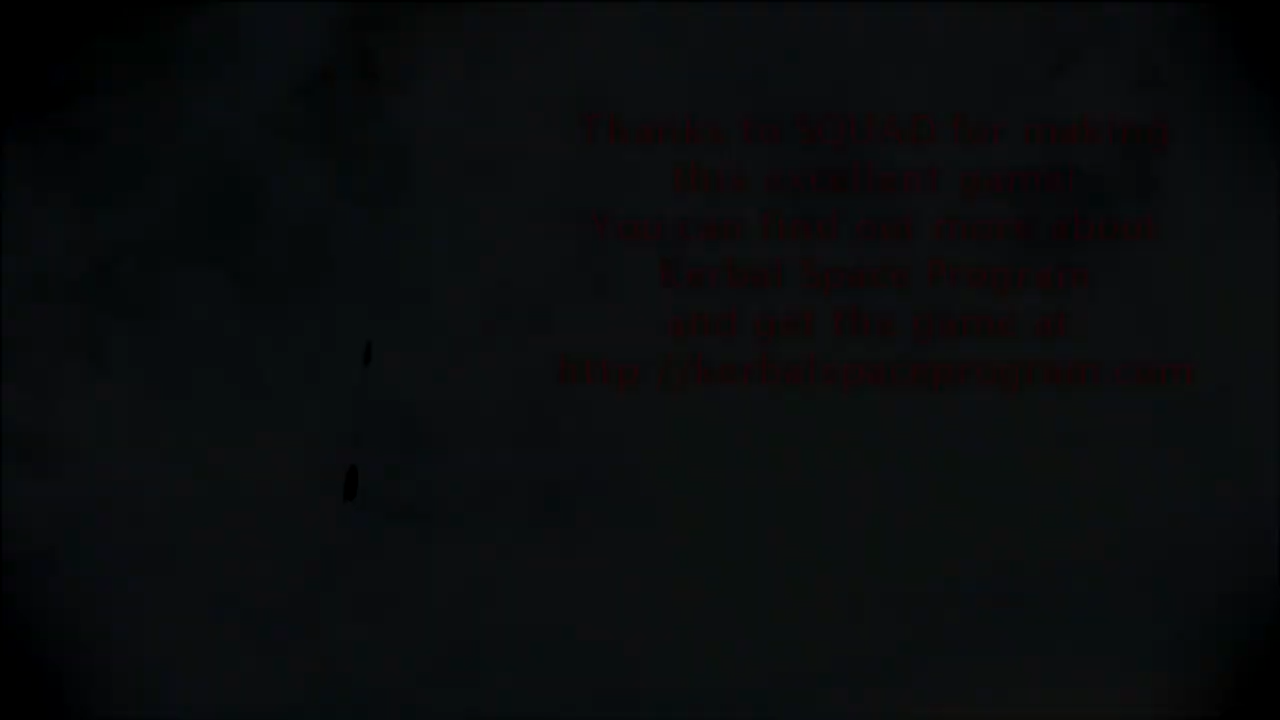 Thanks to SQUAD for making
this excellent game!
You can find out more about
Kerbal Space Program
and get the game at
http://kerbalspaceprogram.com